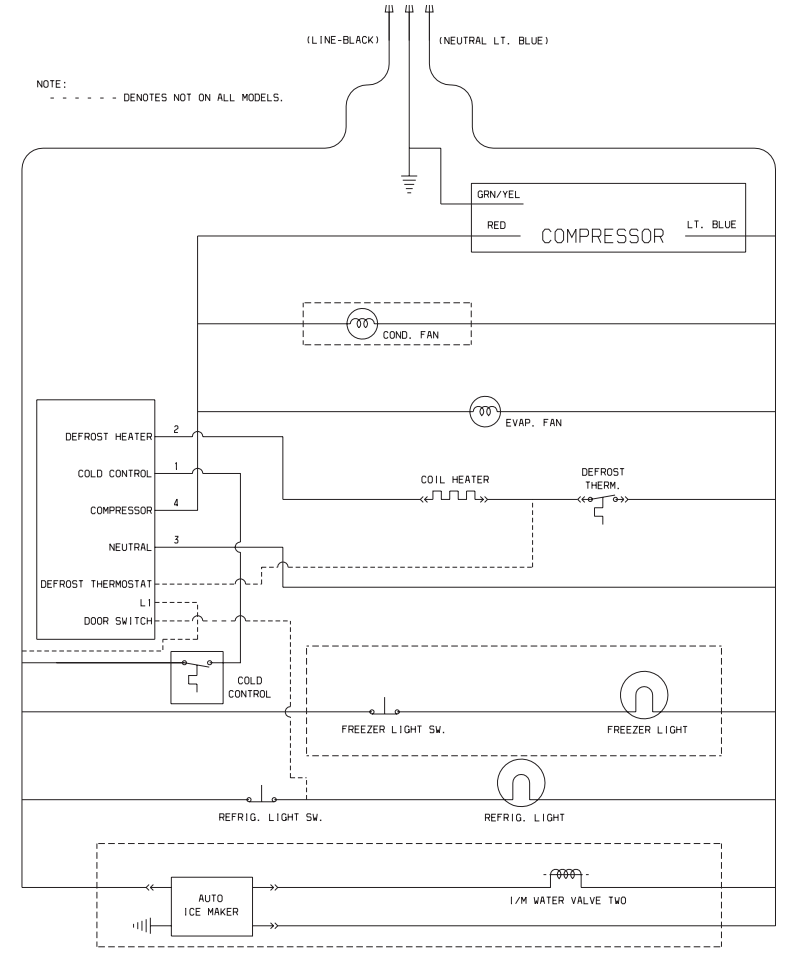 (LINE-BLACK)
(NEUTRAL LT. BLUE)
NOTE:
- - - - - - DENOTES NOT ON ALL MODELS.
GRN/YEL
RED
COMPRESSOR
LT. BLUE
COND. FAN
EVAP. FAN
DEFROST HEATER
2
COLD CONTROL
1
COMPRESSOR
4
NEUTRAL
3
DEFROST THERMOSTAT
L1
DOOR SWITCH
COIL HEATER
DEFROST
THERM.
COLD
CONTROL
FREEZER LIGHT SW.
FREEZER LIGHT
REFRIG. LIGHT SW.
REFRIG. LIGHT
AUTO
ICE MAKER
I/M WATER VALVE TWO